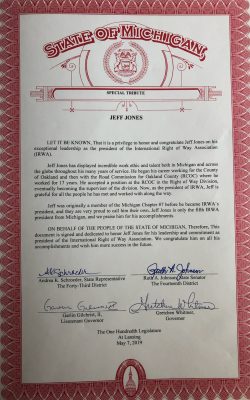 STATE OF MICHIGAN,
SPECIAL TRIBUTE
JEFF JONES
LET IT BE KNOWN, That it is a privilege to honor and congratulate Jeff Jones on his
exceptional leadership as the president of the International Right of Way Association
(IRWA).
Jeff Jones has displayed incredible work ethic and talent both in Michigan and across
the globe throughout his many years of service. He began his career working for the County
of Oakland and then with the Road Commission for Oakland County (RCOC) where he
worked for 17 years. He accepted a position at the RCOC in the Right of Way Division,
eventually becoming the supervisor of the division. Now, as the president of IRWA, Jeff is
grateful for all the people he has met and worked with along the way.
Jeff was originally a member of the Michigan Chapter #7 before he became IRWA's
president, and they are very proud to call him their own. Jeff is only the fifth IRWA
president from Michigan, and we praise him for his accomplishments
ON BEHALF OF THE PEOPLE OF THE STATE OF MICHIGAN, Therefore, This
document is signed and dedicated to honor Jeff Jones for his leadership and commitment as
president of the International Right of Way Association. We congratulate him on all his
accomplishments and wish him more success in the future.
Andrea K. Schroeder, State Representative
The Forty-Third District
Ruth A. Johnson, State Senator
The Fourteenth District
Garlin Gilchrist, II,
Lieutenant Governor
Gretchen Whitmer,
Governor
The One Hundredth Legislature
At Lansing
May 7, 2019